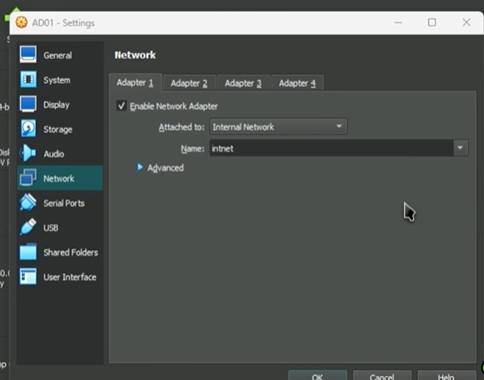 AD01 - Settings
General
System
Display
Storage
Audio
Network
Serial Ports
USB
Shared Folders
User Interface
Network
Adapter 1 Adapter 2 Adapter 3 Adapter 4
Enable Network Adapter
Attached to: Internal Network
Name: intnet
Advanced
OK Cancel Help